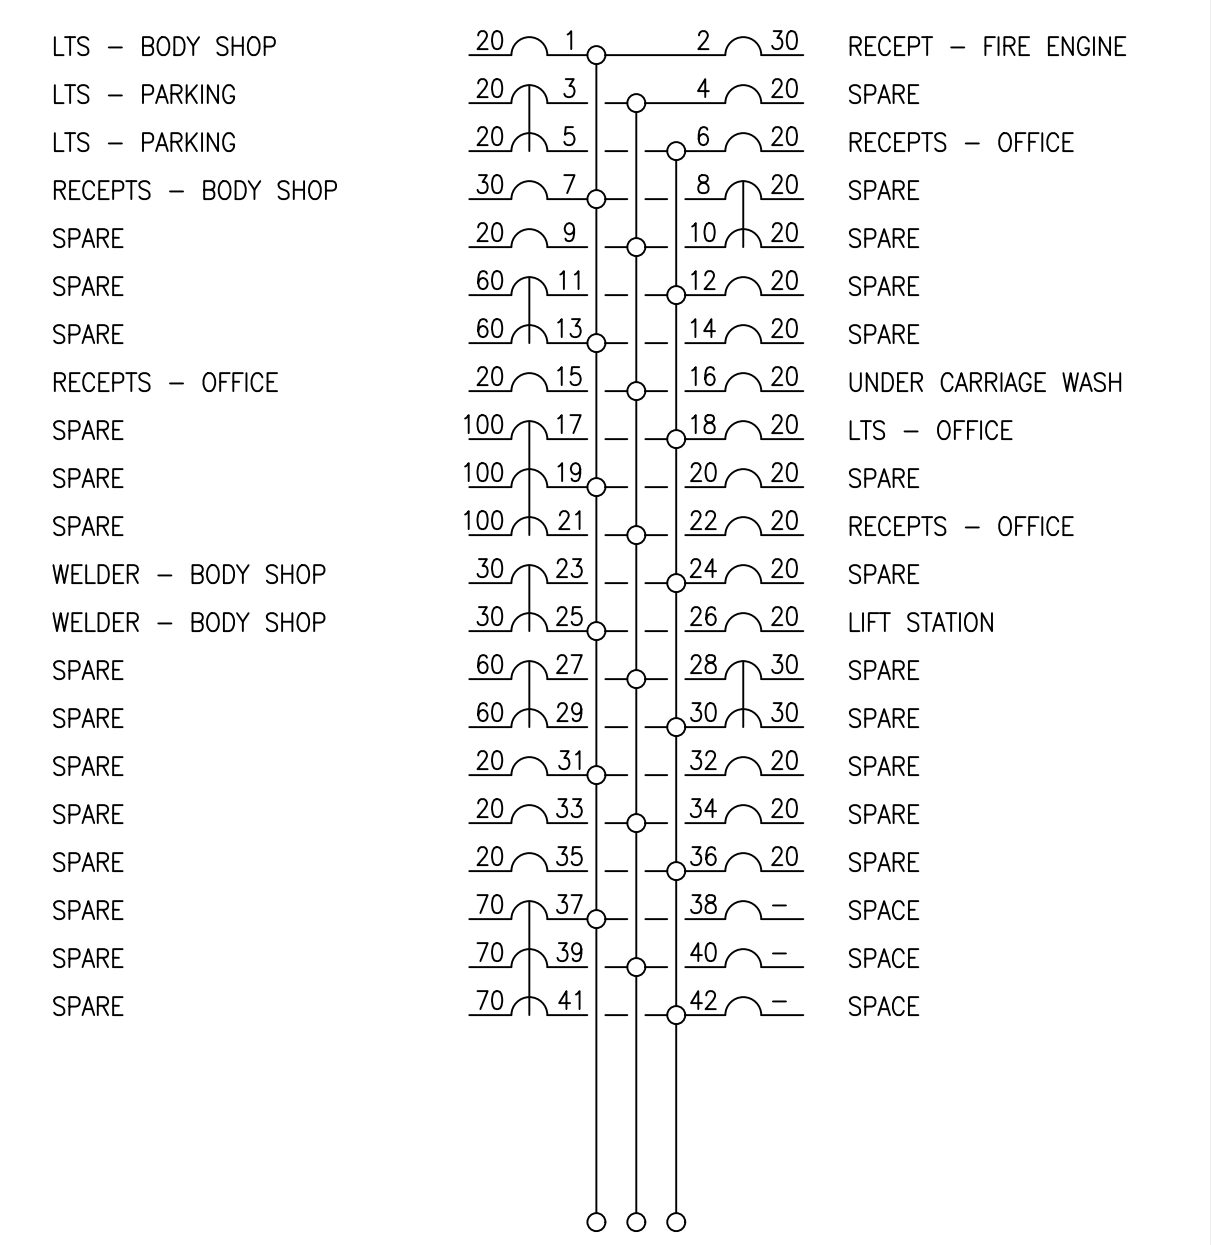 LTS – BODY SHOP 20 1 2 30 RECEPT – FIRE ENGINE
LTS – PARKING 20 3 4 20 SPARE
LTS – PARKING 20 5 6 20 RECEPTS – OFFICE
RECEPTS – BODY SHOP 30 7 8 20 SPARE
SPARE 20 9 10 20 SPARE
SPARE 60 11 12 20 SPARE
SPARE 60 13 14 20 SPARE
RECEPTS – OFFICE 20 15 16 20 UNDER CARRIAGE WASH
SPARE 100 17 18 20 LTS – OFFICE
SPARE 100 19 20 20 SPARE
SPARE 100 21 22 20 RECEPTS – OFFICE
WELDER – BODY SHOP 30 23 24 20 SPARE
WELDER – BODY SHOP 30 25 26 20 LIFT STATION
SPARE 60 27 28 30 SPARE
SPARE 60 29 30 30 SPARE
SPARE 20 31 32 20 SPARE
SPARE 20 33 34 20 SPARE
SPARE 20 35 36 20 SPARE
SPARE 70 37 38 – SPACE
SPARE 70 39 40 – SPACE
SPARE 70 41 42 – SPACE